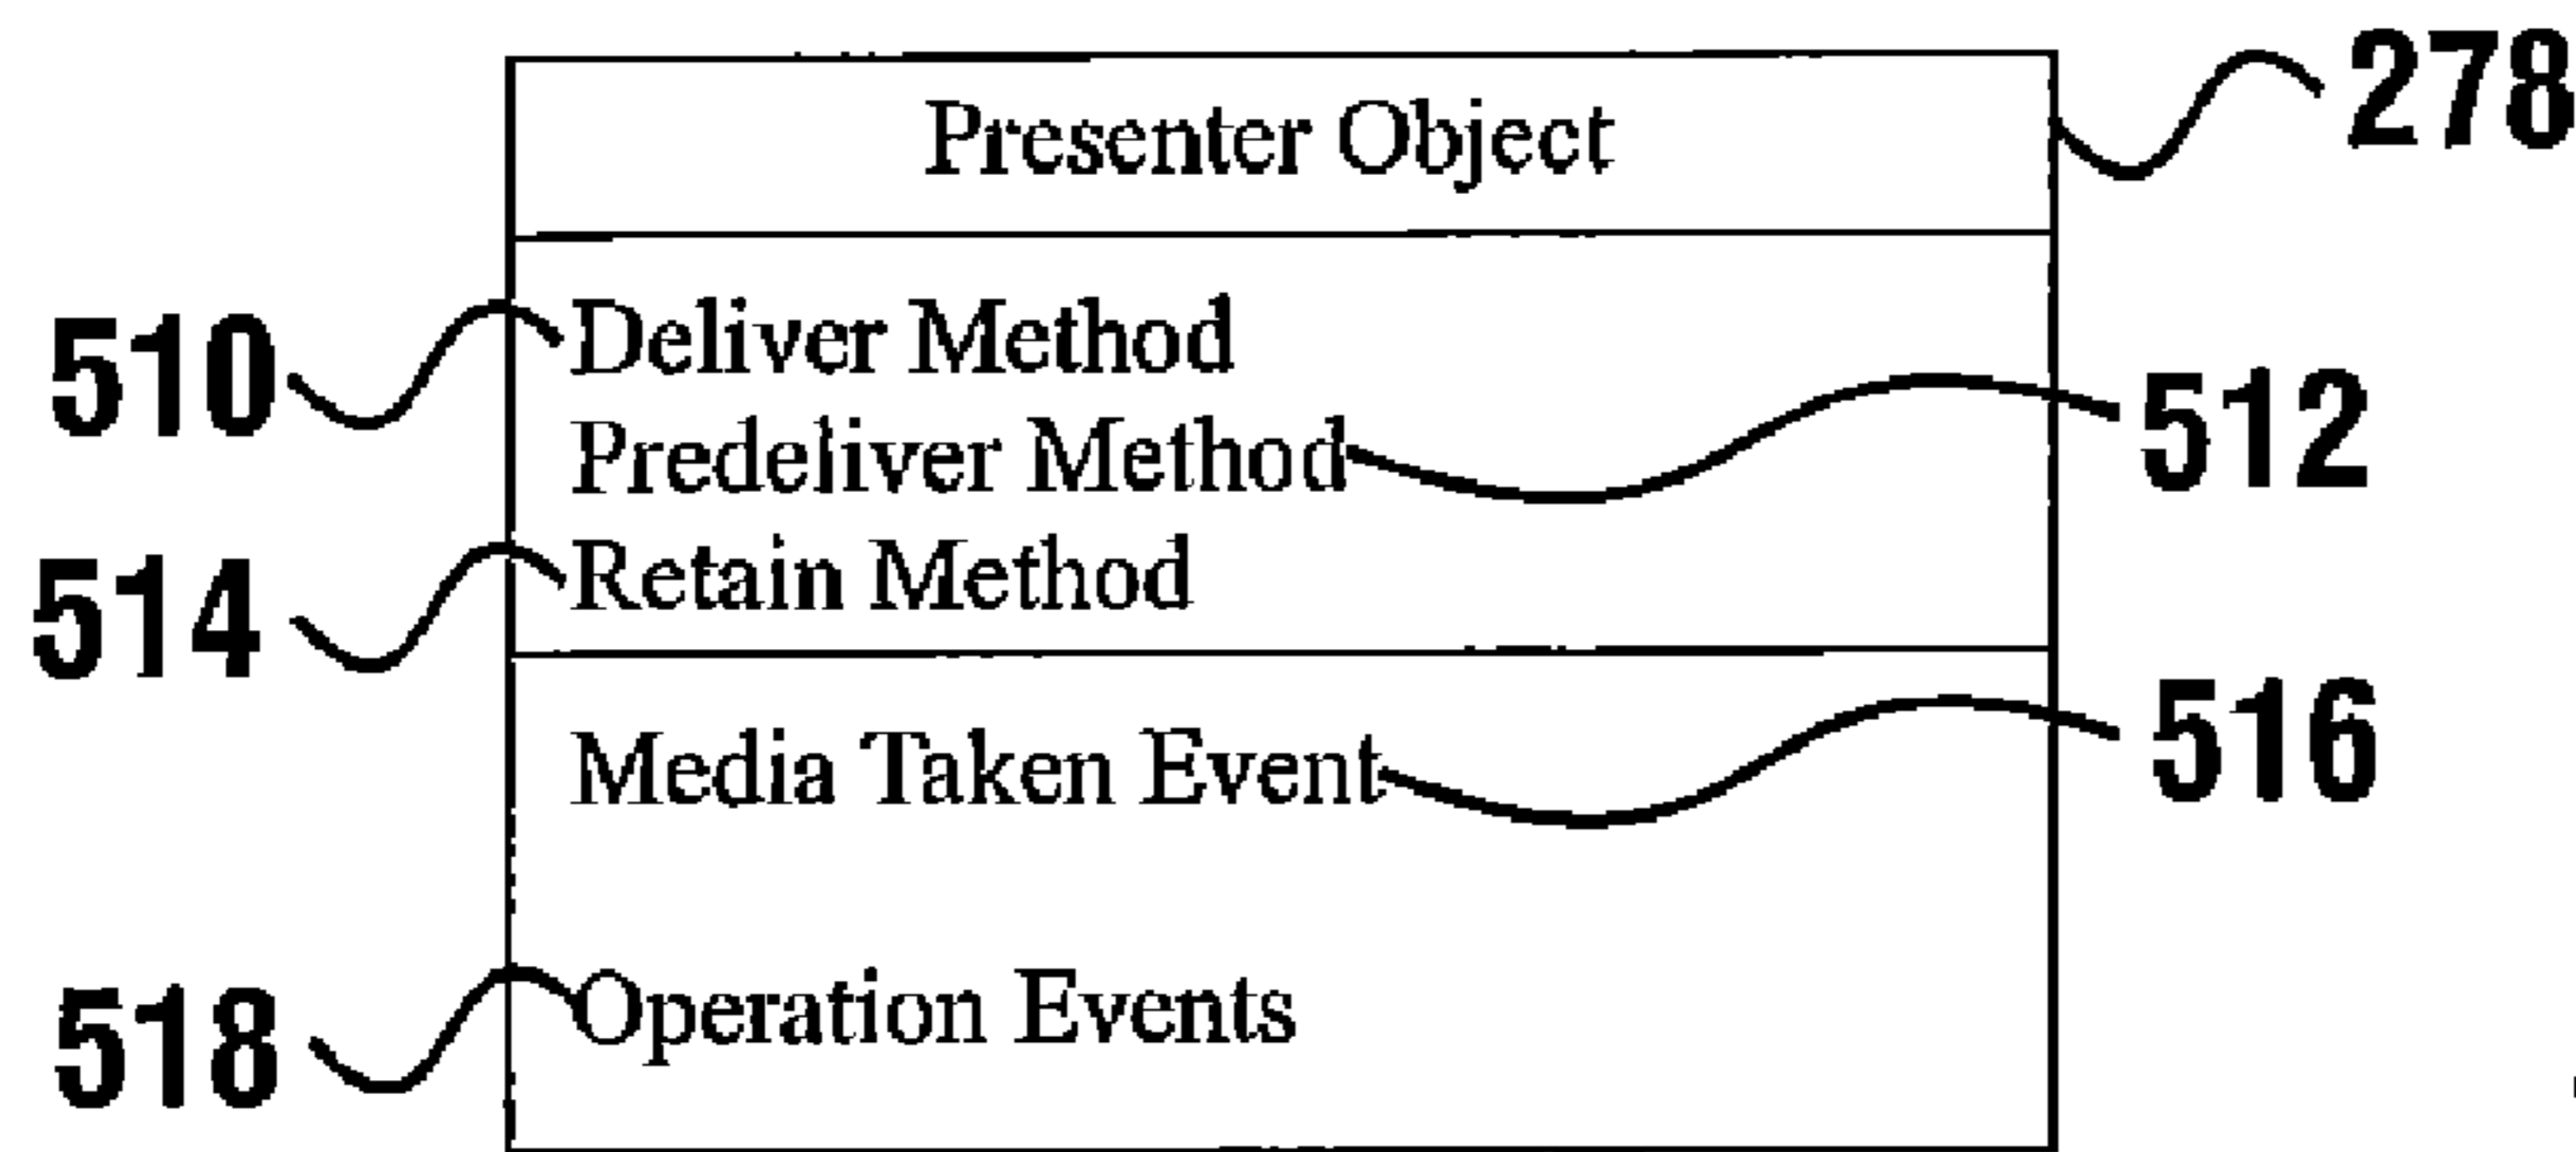 Presenter Object 278
510 Deliver Method
Predeliver Method 512
514 Retain Method
Media Taken Event 516
518 Operation Events